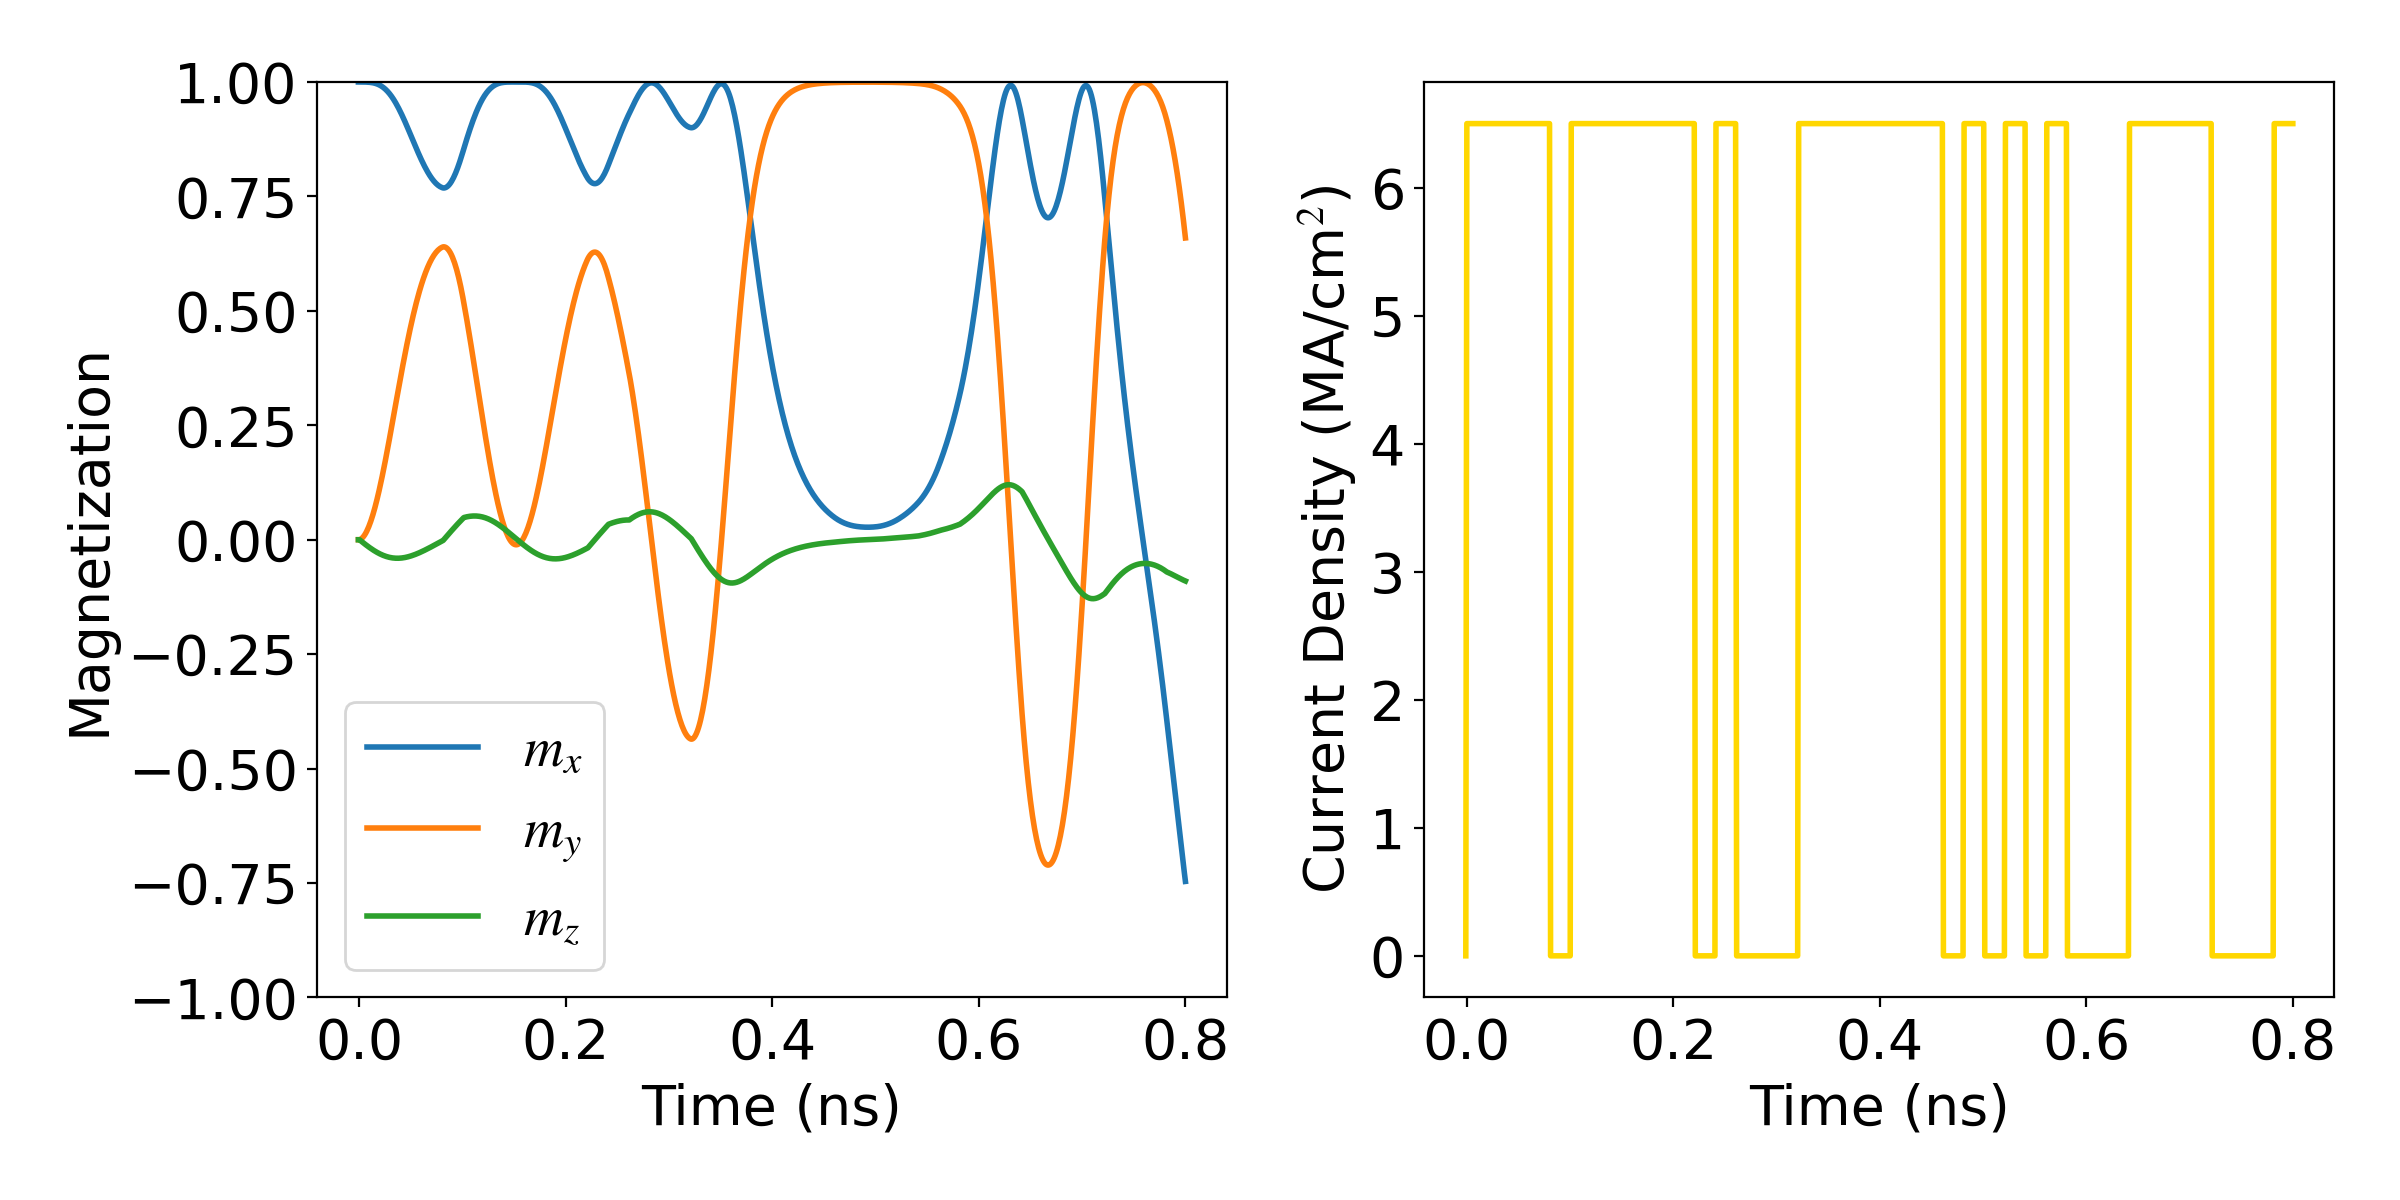 Magnetization
1.00
0.75
0.50
0.25
0.00
−0.25
−0.50
−0.75
−1.00
m_x
m_y
m_z
0.0 0.2 0.4 0.6 0.8
Time (ns)
Current Density (MA/cm²)
6
5
4
3
2
1
0
0.0 0.2 0.4 0.6 0.8
Time (ns)